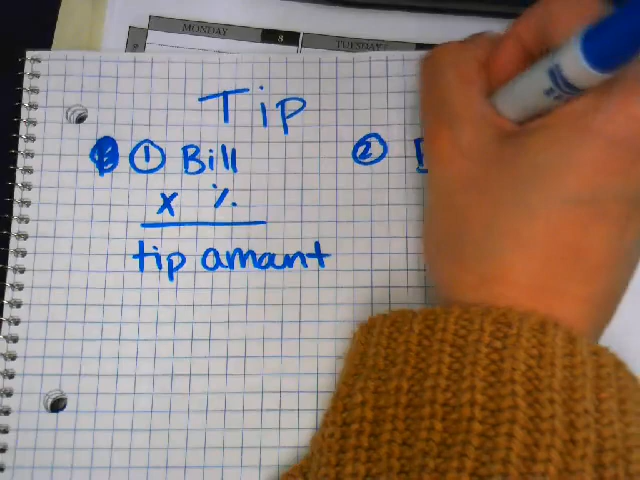 MONDAY 8 TUESDAY
Tip
① Bill ②
x %
tip amant